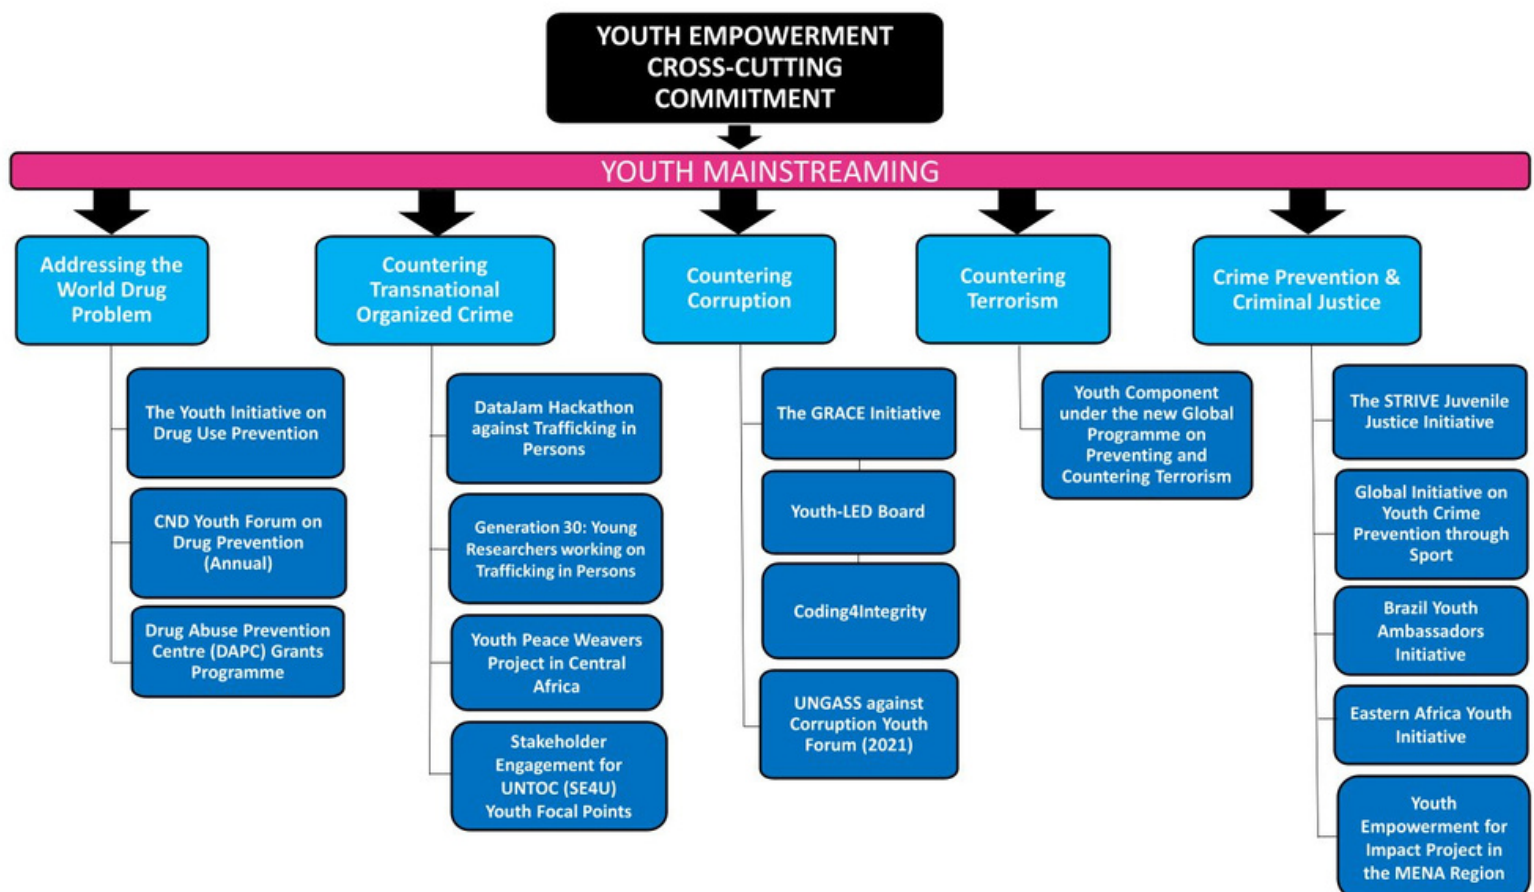 YOUTH EMPOWERMENT
CROSS-CUTTING
COMMITMENT
YOUTH MAINSTREAMING
Addressing the
World Drug
Problem
The Youth Initiative on
Drug Use Prevention
CND Youth Forum on
Drug Prevention
(Annual)
Drug Abuse Prevention
Centre (DAPC) Grants
Programme
Countering
Transnational
Organized Crime
DataJam Hackathon
against Trafficking in
Persons
Generation 30: Young
Researchers working on
Trafficking in Persons
Youth Peace Weavers
Project in Central
Africa
Stakeholder
Engagement for
UNTOC (SE4U)
Youth Focal Points
Countering
Corruption
The GRACE Initiative
Youth-LED Board
Coding4Integrity
UNGASS against
Corruption Youth
Forum (2021)
Countering
Terrorism
Youth Component
under the new Global
Programme on
Preventing and
Countering Terrorism
Crime Prevention &
Criminal Justice
The STRIVE Juvenile
Justice Initiative
Global Initiative on
Youth Crime
Prevention through
Sport
Brazil Youth
Ambassadors
Initiative
Eastern Africa Youth
Initiative
Youth
Empowerment for
Impact Project in
the MENA Region